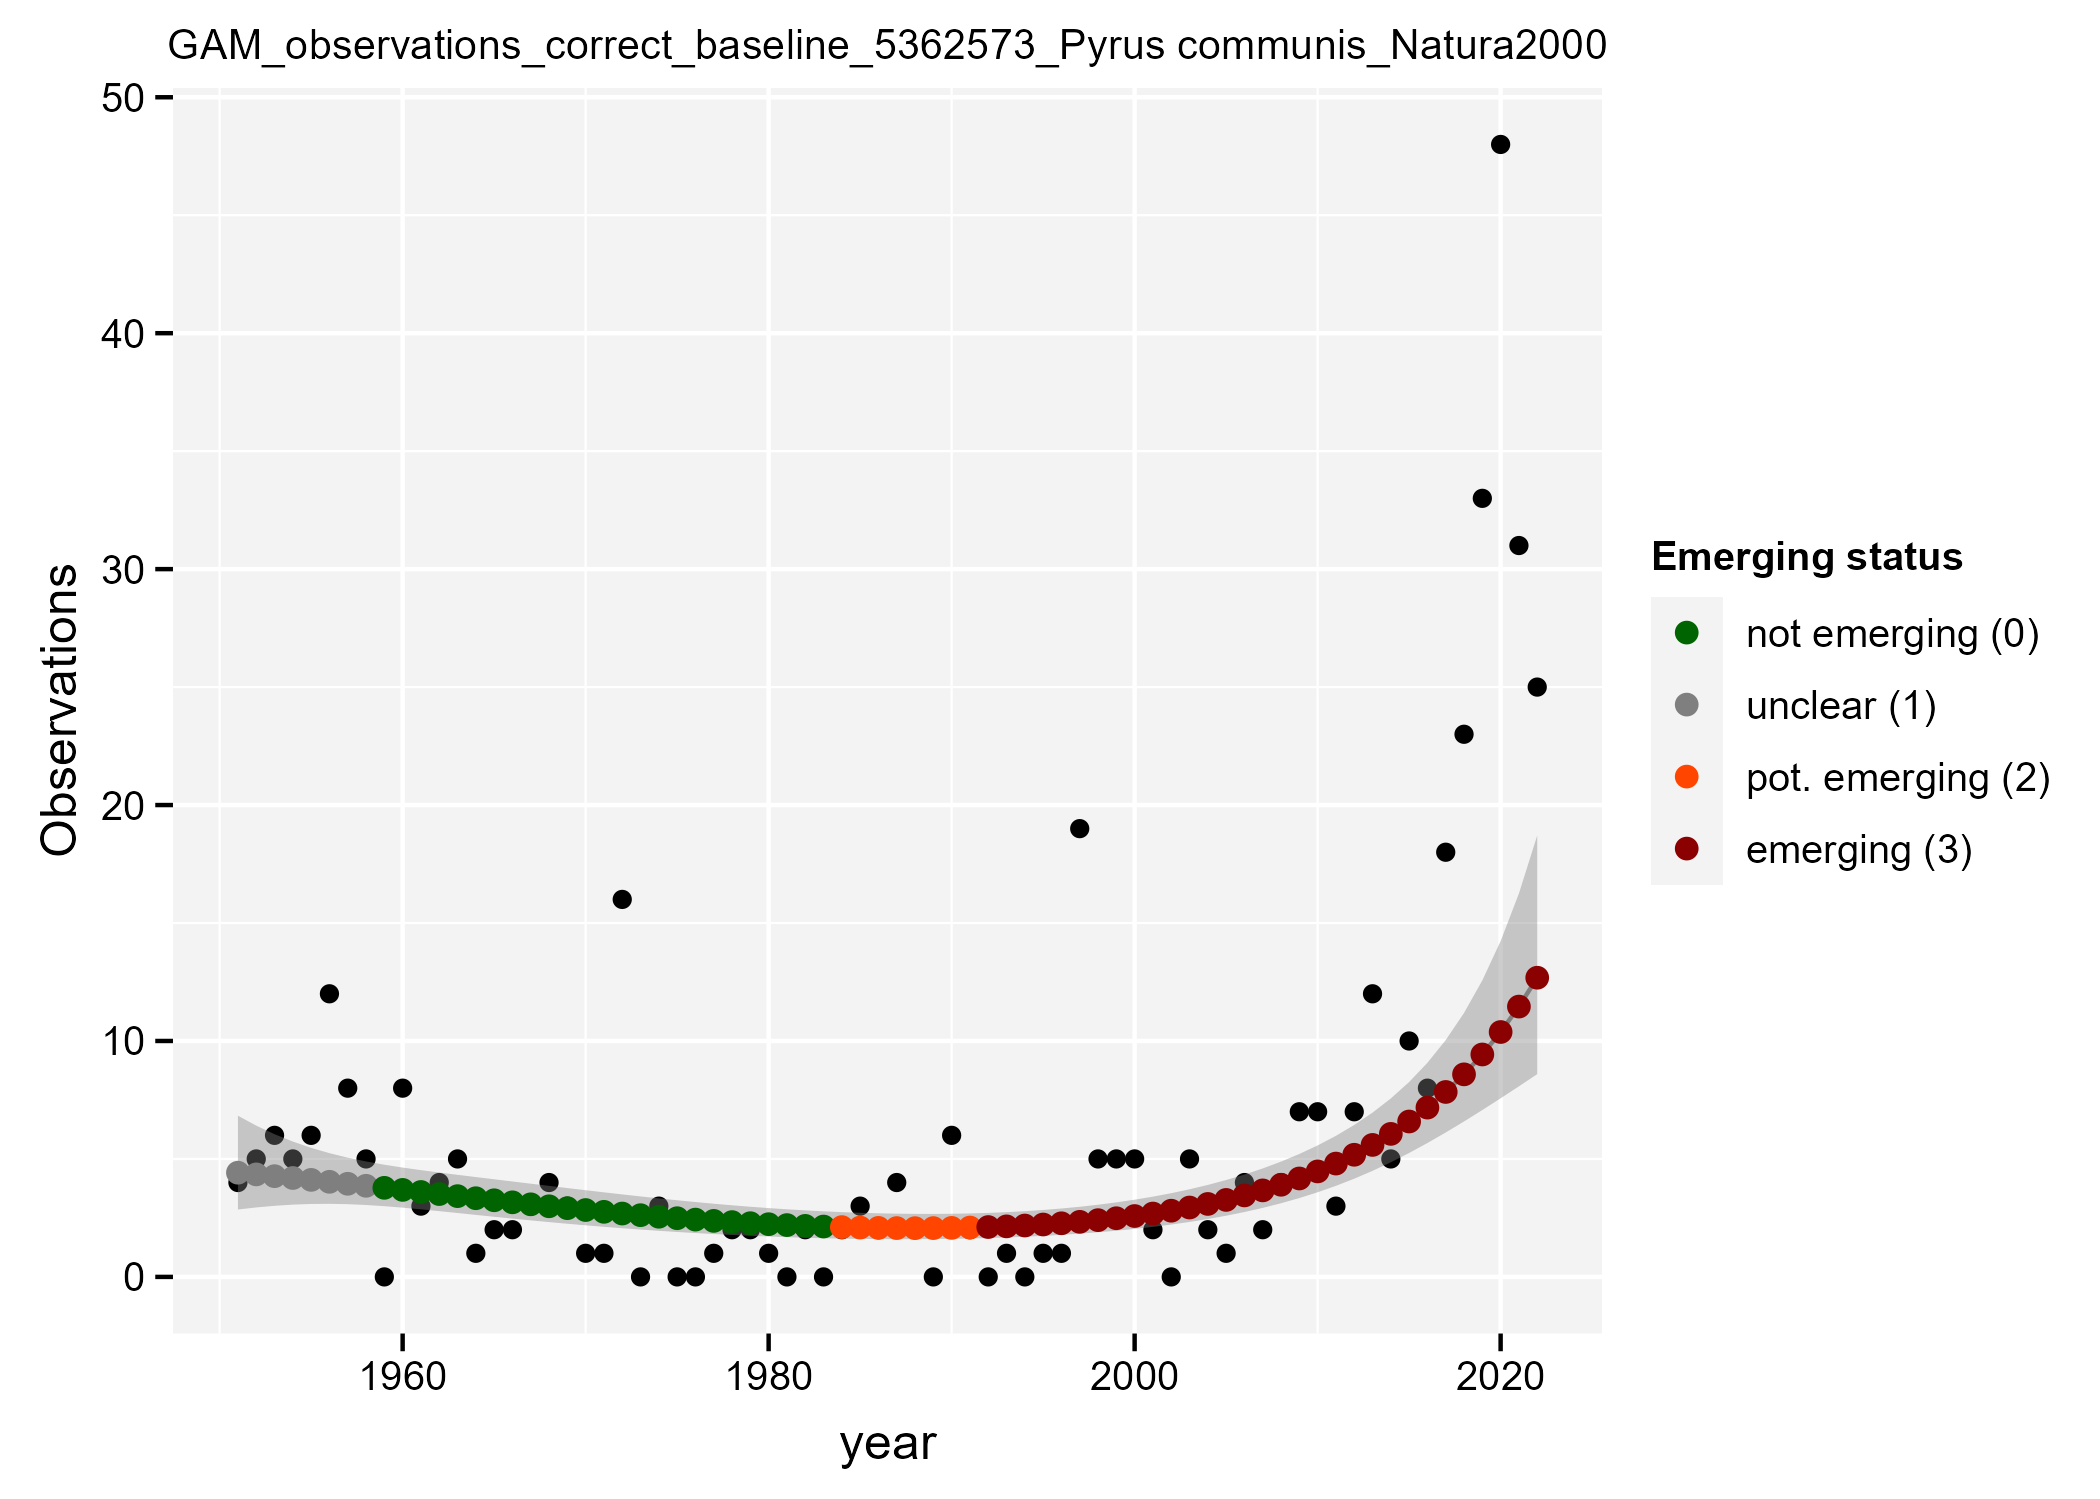 GAM_observations_correct_baseline_5362573_Pyrus communis_Natura2000
50
40
30
20
10
0
Observations
1960 1980 2000 2020
year
Emerging status
not emerging (0)
unclear (1)
pot. emerging (2)
emerging (3)